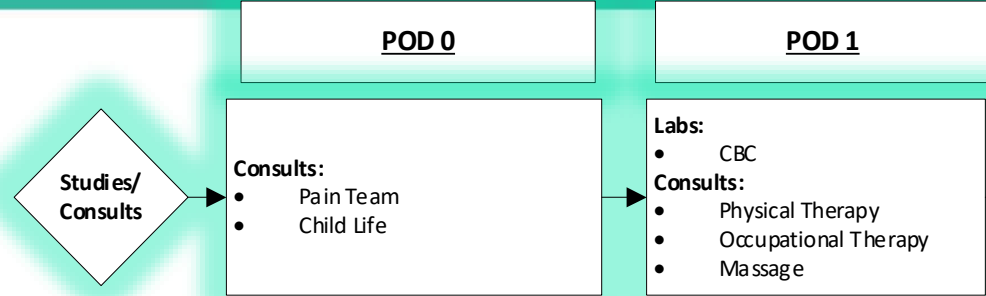 POD 0
POD 1
Studies/
Consults
Consults:
• Pain Team
• Child Life
Labs:
• CBC
Consults:
• Physical Therapy
• Occupational Therapy
• Massage